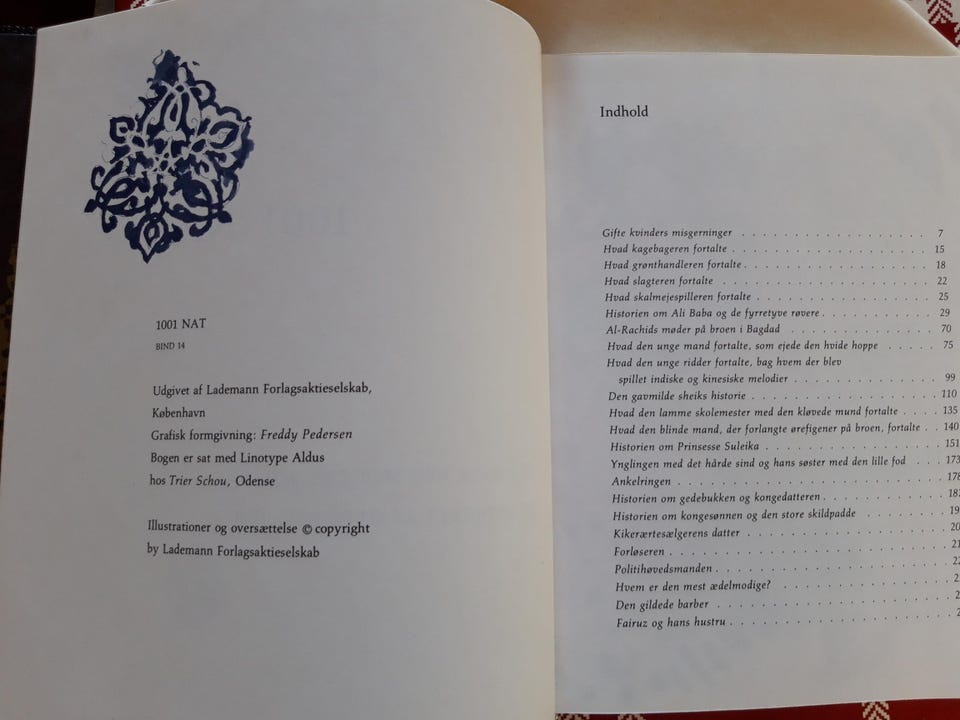 1001 NAT
BIND 14
Udgivet af Lademann Forlagsaktieselskab,
København
Grafisk formgivning: Freddy Pedersen
Bogen er sat med Linotype Aldus
hos Trier Schou, Odense
Illustrationer og oversættelse © copyright
by Lademann Forlagsaktieselskab
Indhold
Gifte kvinders misgerninger . . . . . . . . . . . . . . . . . . 7
Hvad kagebageren fortalte . . . . . . . . . . . . . . . . . . 15
Hvad grønthandleren fortalte . . . . . . . . . . . . . . . . . 18
Hvad slagteren fortalte . . . . . . . . . . . . . . . . . . . 22
Hvad skalmejespilleren fortalte . . . . . . . . . . . . . . . . 25
Historien om Ali Baba og de fyrretyve røvere . . . . . . . . . . 29
Al-Rachids møder på broen i Bagdad . . . . . . . . . . . . . 70
Hvad den unge mand fortalte, som ejede den hvide hoppe . . . . . 75
Hvad den unge ridder fortalte, bag hvem der blev
spillet indiske og kinesiske melodier . . . . . . . . . . . . . 99
Den gavmilde sheiks historie . . . . . . . . . . . . . . . . 110
Hvad den lamme skolemester med den kløvede mund fortalte . . . . 135
Hvad den blinde mand, der forlangte ørefigener på broen, fortalte . . 140
Historien om Prinsesse Suleika . . . . . . . . . . . . . . . . 151
Ynglingen med det hårde sind og hans søster med den lille fod . . . 173
Ankelringen . . . . . . . . . . . . . . . . . . . . . . . 178
Historien om gedebukken og kongedatteren . . . . . . . . . . .
Historien om kongesønnen og den store skildpadde . . . . . . . . 
Kikerærtesælgerens datter . . . . . . . . . . . . . . . . .
Forløseren . . . . . . . . . . . . . . . . . . . . . . .
Politihøvedsmanden . . . . . . . . . . . . . . . . . . . .
Hvem er den mest ædelmodige? . . . . . . . . . . . . . . .
Den gildede barber . . . . . . . . . . . . . . . . . . . .
Fairuz og hans hustru . . . . . . . . . . . . . . . . . . .